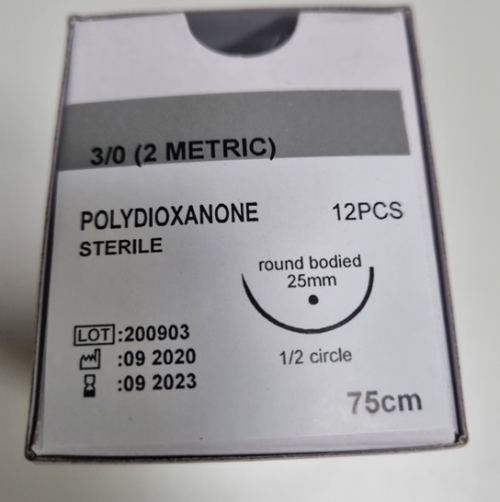 3/0 (2 METRIC)
POLYDIOXANONE 12PCS
STERILE
round bodied
25mm
LOT :200903
:09 2020
1/2 circle
:09 2023
75cm